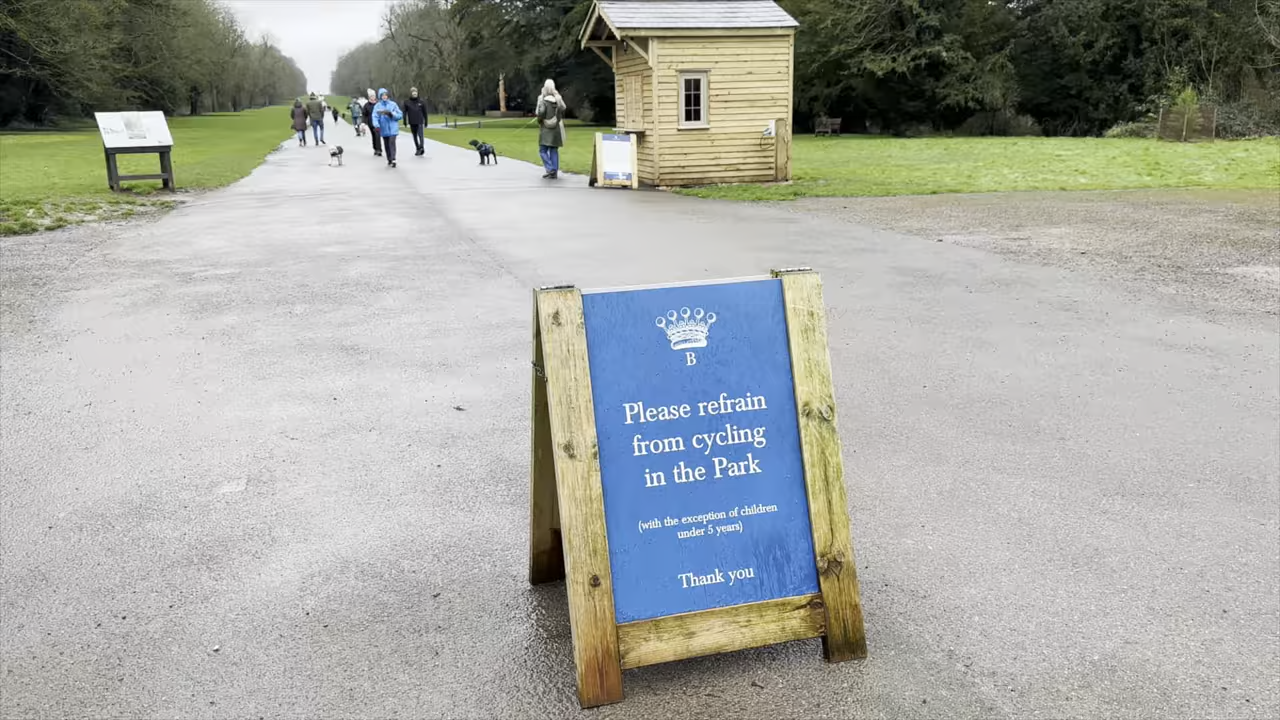 B
Please refrain
from cycling
in the Park
(with the exception of children
under 5 years)
Thank you